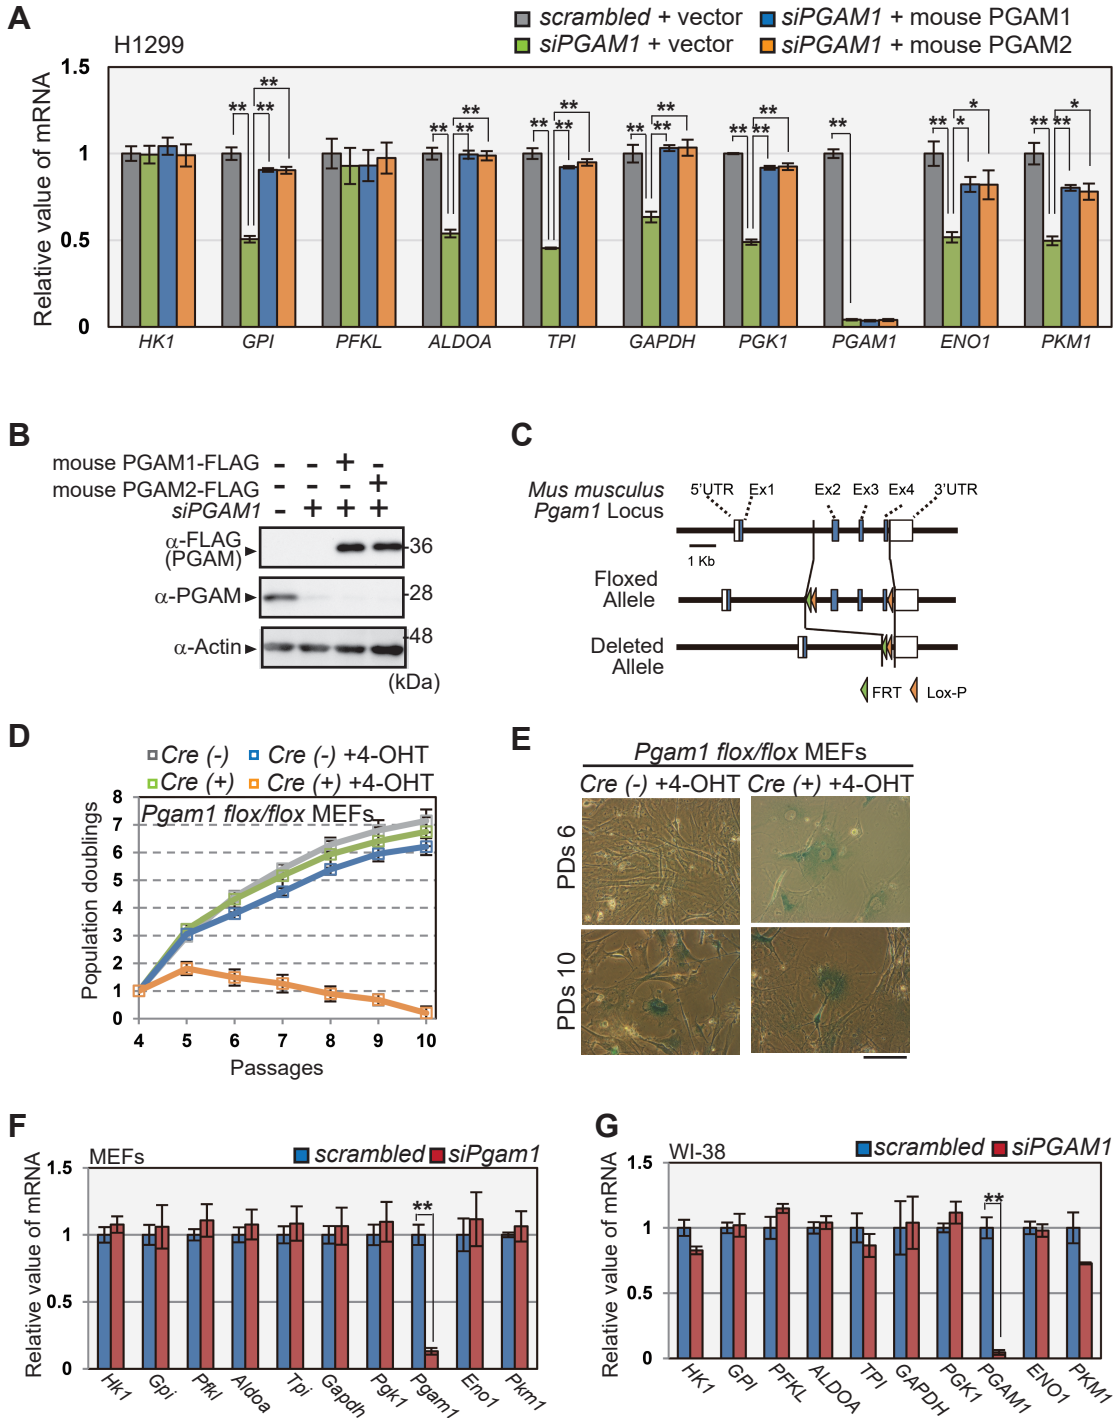 A
H1299
scrambled + vector
siPGAM1 + mouse PGAM1
siPGAM1 + vector
siPGAM1 + mouse PGAM2
Relative value of mRNA
1.5
1
0.5
0
** ** **
** ** **
** ** **
** ** **
** ** **
**
** * *
** ** *
HK1 GPI PFKL ALDOA TPI GAPDH PGK1 PGAM1 ENO1 PKM1
B
mouse PGAM1-FLAG - - + -
mouse PGAM2-FLAG - - - +
siPGAM1 - + + +
α-FLAG
(PGAM)
-36
α-PGAM
-28
α-Actin
-48
(kDa)
C
Mus musculus
Pgam1 Locus
5'UTR Ex1 Ex2 Ex3 Ex4 3'UTR
1 Kb
Floxed
Allele
Deleted
Allele
FRT Lox-P
D
Cre (-) Cre (-) +4-OHT
Cre (+) Cre (+) +4-OHT
Pgam1 flox/flox MEFs
Population doublings
8
7
6
5
4
3
2
1
0
4 5 6 7 8 9 10
Passages
E
Pgam1 flox/flox MEFs
Cre (-) +4-OHT Cre (+) +4-OHT
PDs 6
PDs 10
F
MEFs
scrambled siPgam1
Relative value of mRNA
1.5
1
0.5
0
**
Hk1 Gpi Pfkl Aldoa Tpi Gapdh Pgk1 Pgam1 Eno1 Pkm1
G
WI-38
scrambled siPGAM1
Relative value of mRNA
1.5
1
0.5
0
**
HK1 GPI PFKL ALDOA TPI GAPDH PGK1 PGAM1 ENO1 PKM1